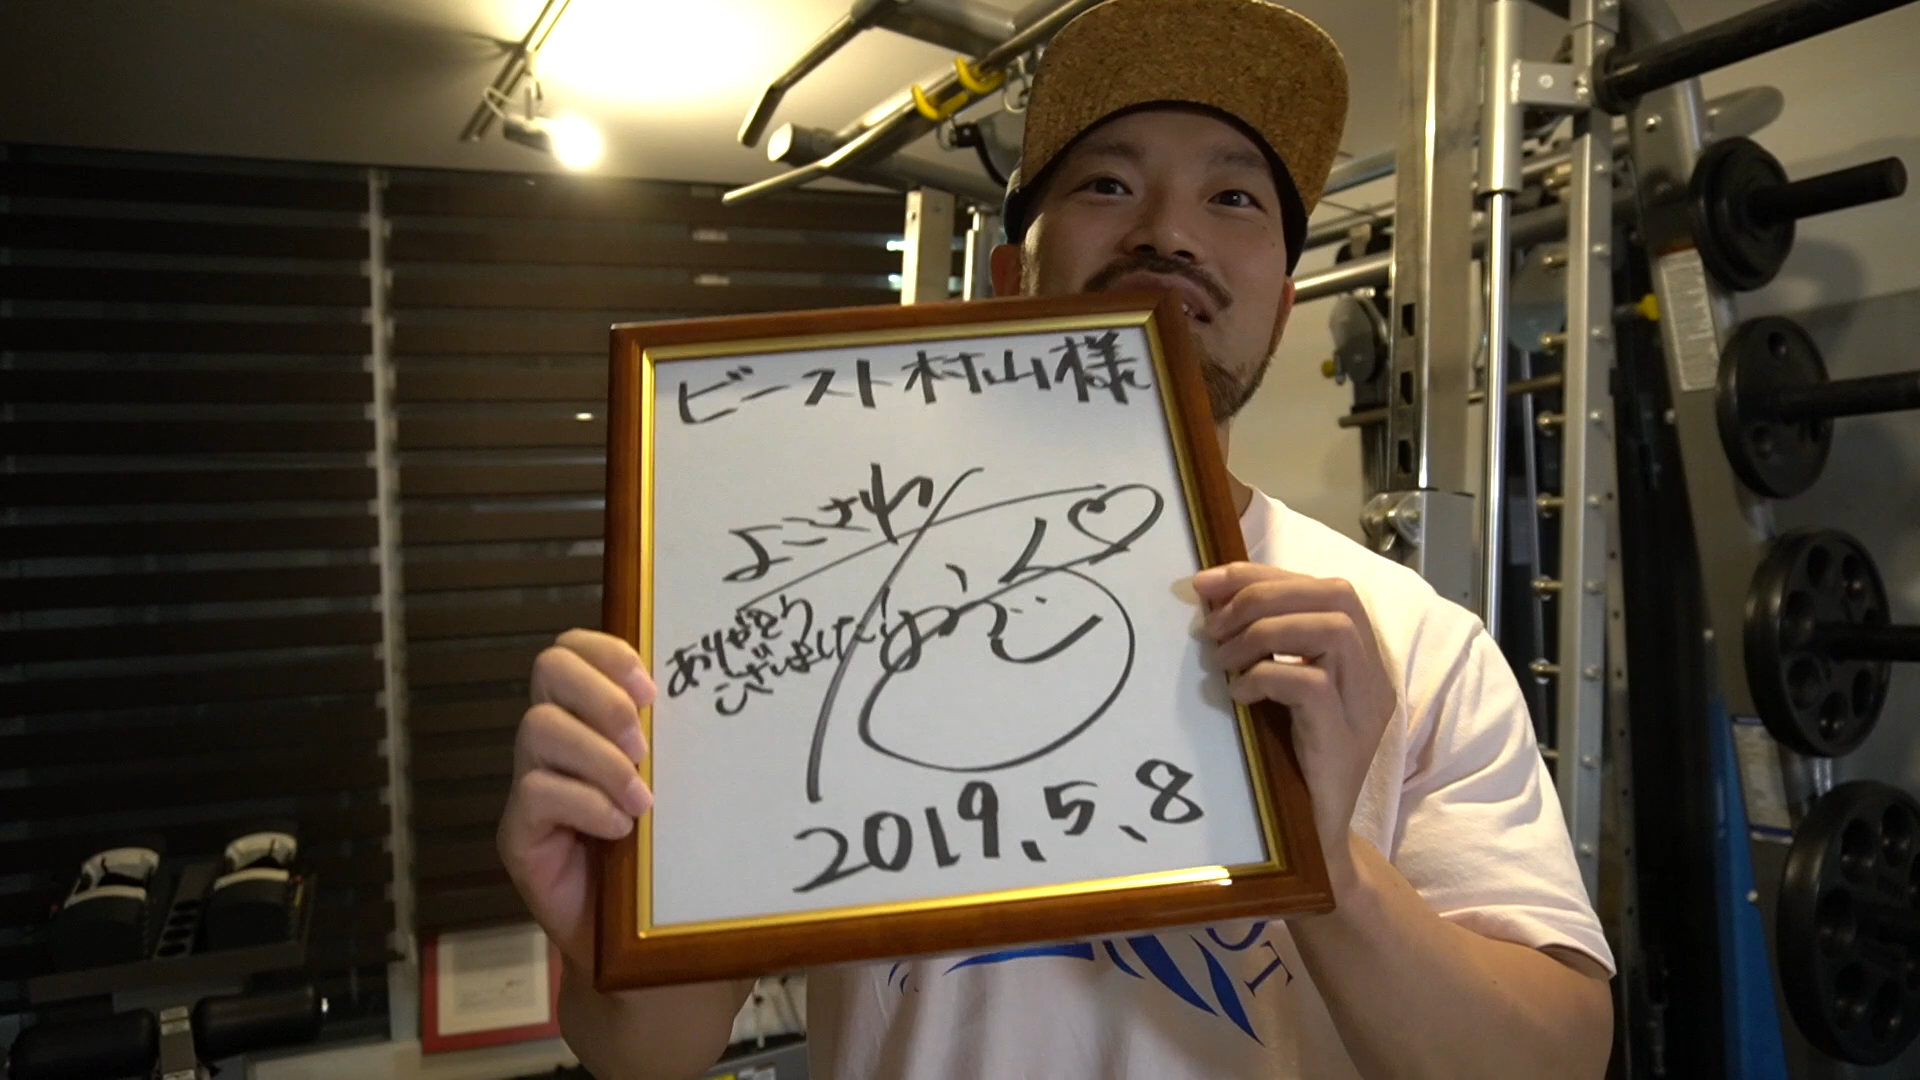 ビースト村山様
よこさわ
ありがとう
ございました!
2019.5.8
OT